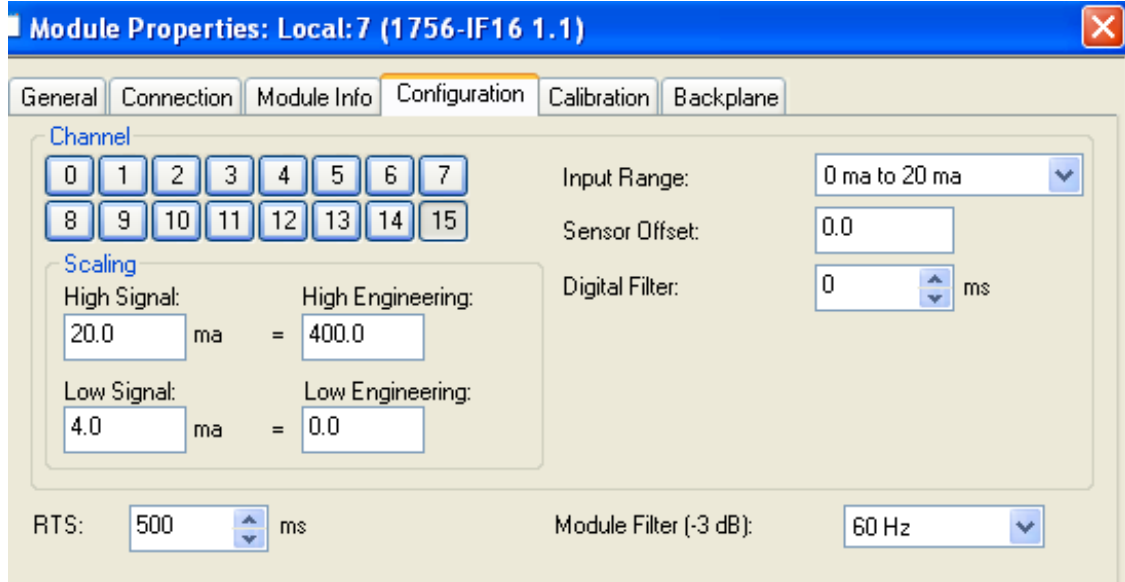 Module Properties: Local:7 (1756-IF16 1.1)
General Connection Module Info Configuration Calibration Backplane
Channel
0 1 2 3 4 5 6 7
8 9 10 11 12 13 14 15
Input Range: 0 ma to 20 ma
Sensor Offset: 0.0
Digital Filter: 0 ms
Scaling
High Signal: High Engineering:
20.0 ma = 400.0
Low Signal: Low Engineering:
4.0 ma = 0.0
RTS: 500 ms Module Filter (-3 dB): 60 Hz